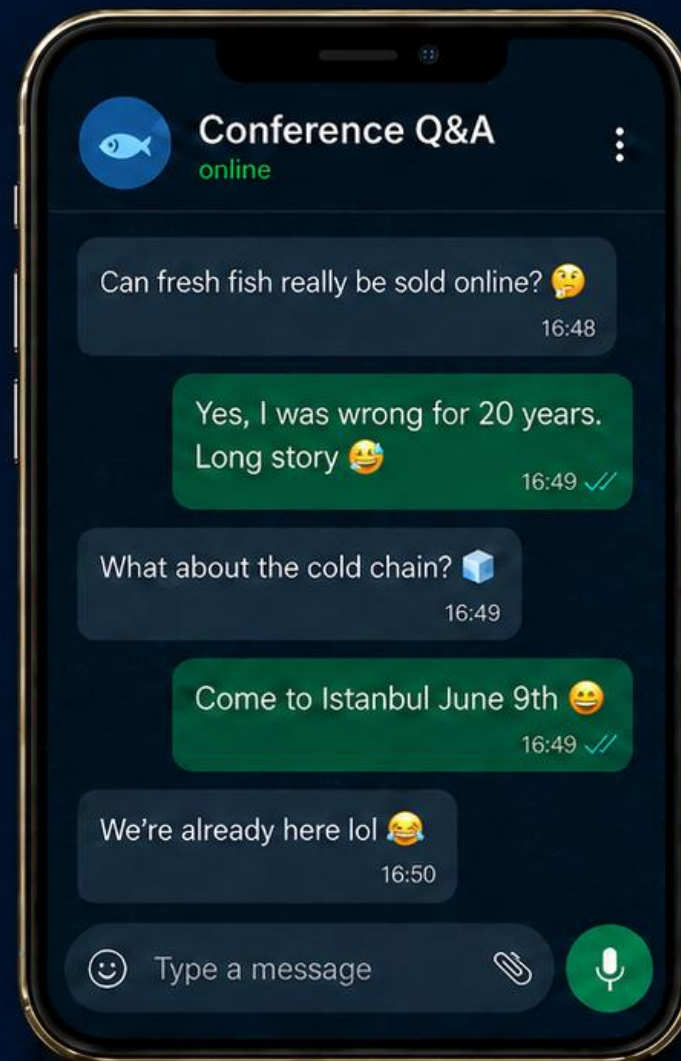 Conference Q&A
online
Can fresh fish really be sold online? 🤔
16:48
Yes, I was wrong for 20 years.
Long story 😅
16:49
What about the cold chain? 🧊
16:49
Come to Istanbul June 9th 😄
16:49
We're already here lol 😂
16:50
Type a message